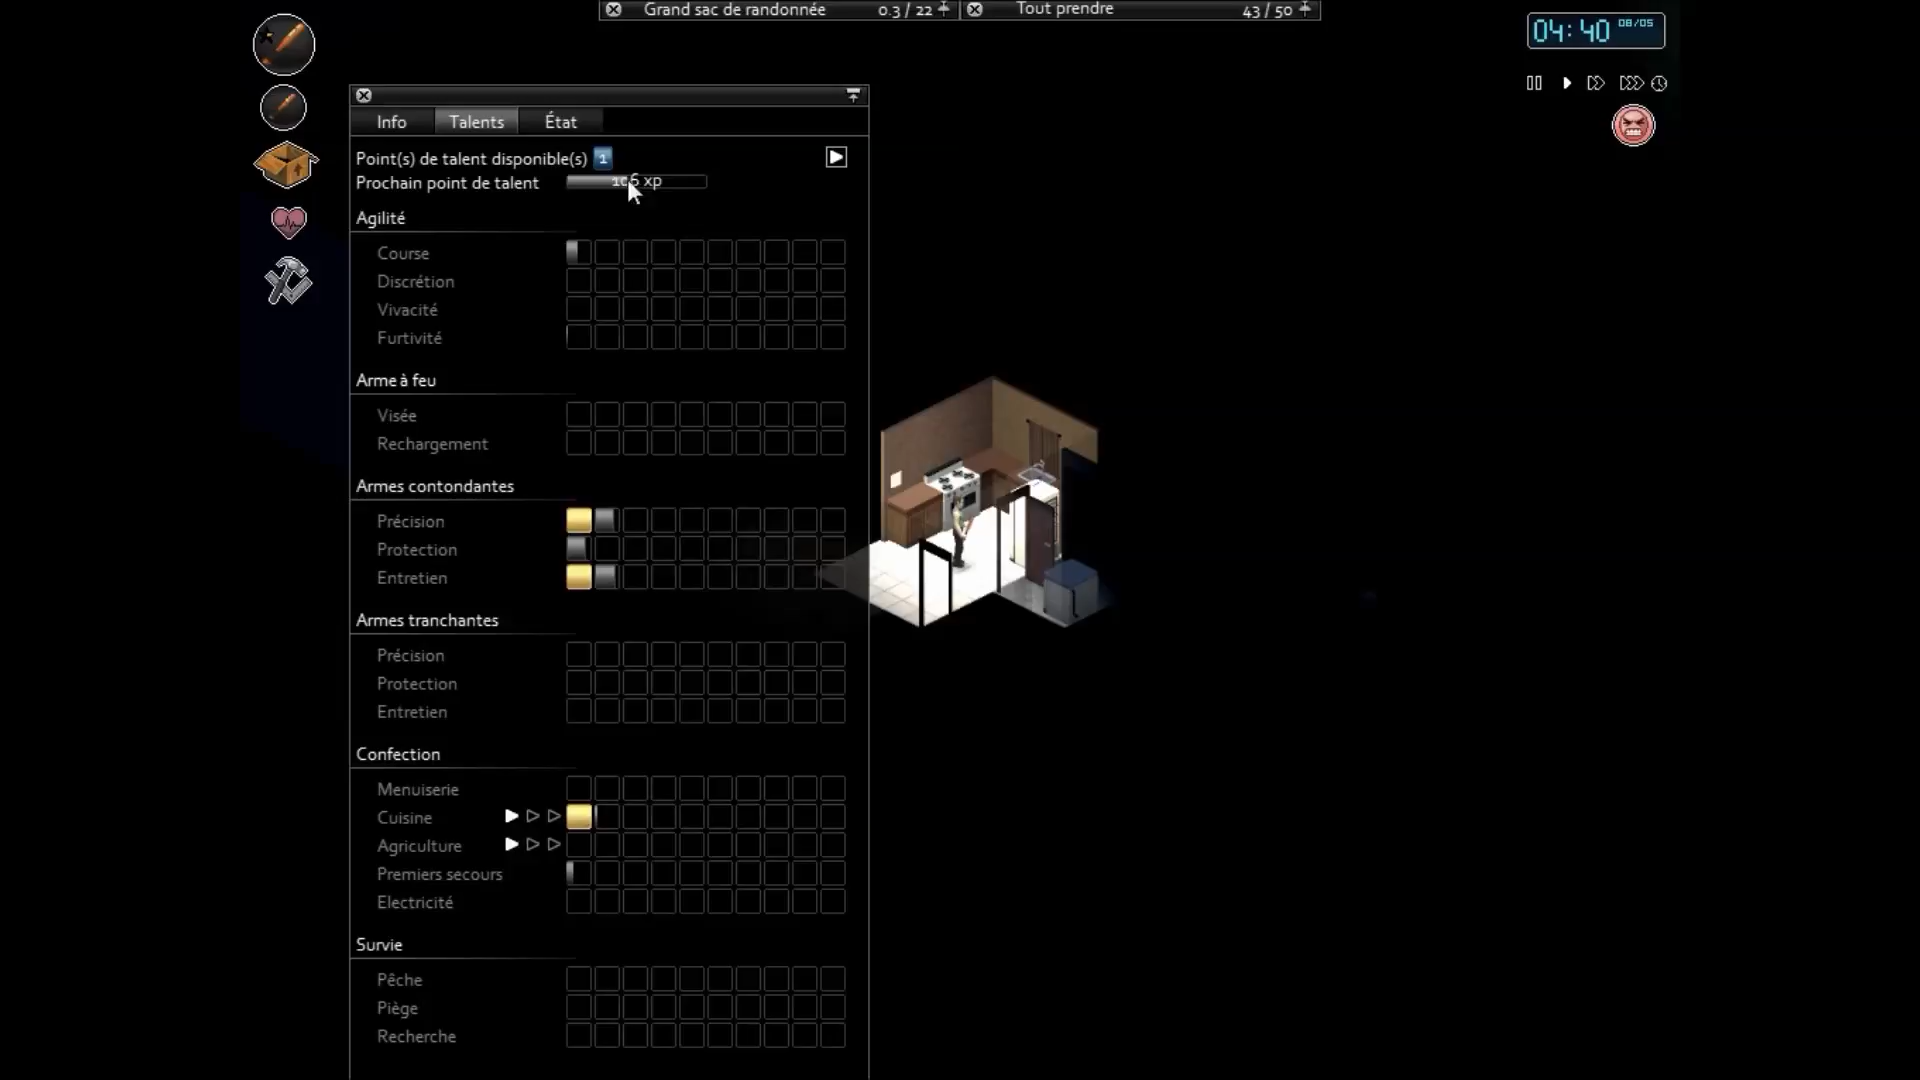 Grand sac de randonnée 0.3 / 22
Tout prendre 43 / 50
04:40 08/05
Info Talents État
Point(s) de talent disponible(s) 1
Prochain point de talent xp
Agilité
Course
Discrétion
Vivacité
Furtivité
Arme à feu
Visée
Rechargement
Armes contondantes
Précision
Protection
Entretien
Armes tranchantes
Précision
Protection
Entretien
Confection
Menuiserie
Cuisine
Agriculture
Premiers secours
Electricité
Survie
Pêche
Piège
Recherche